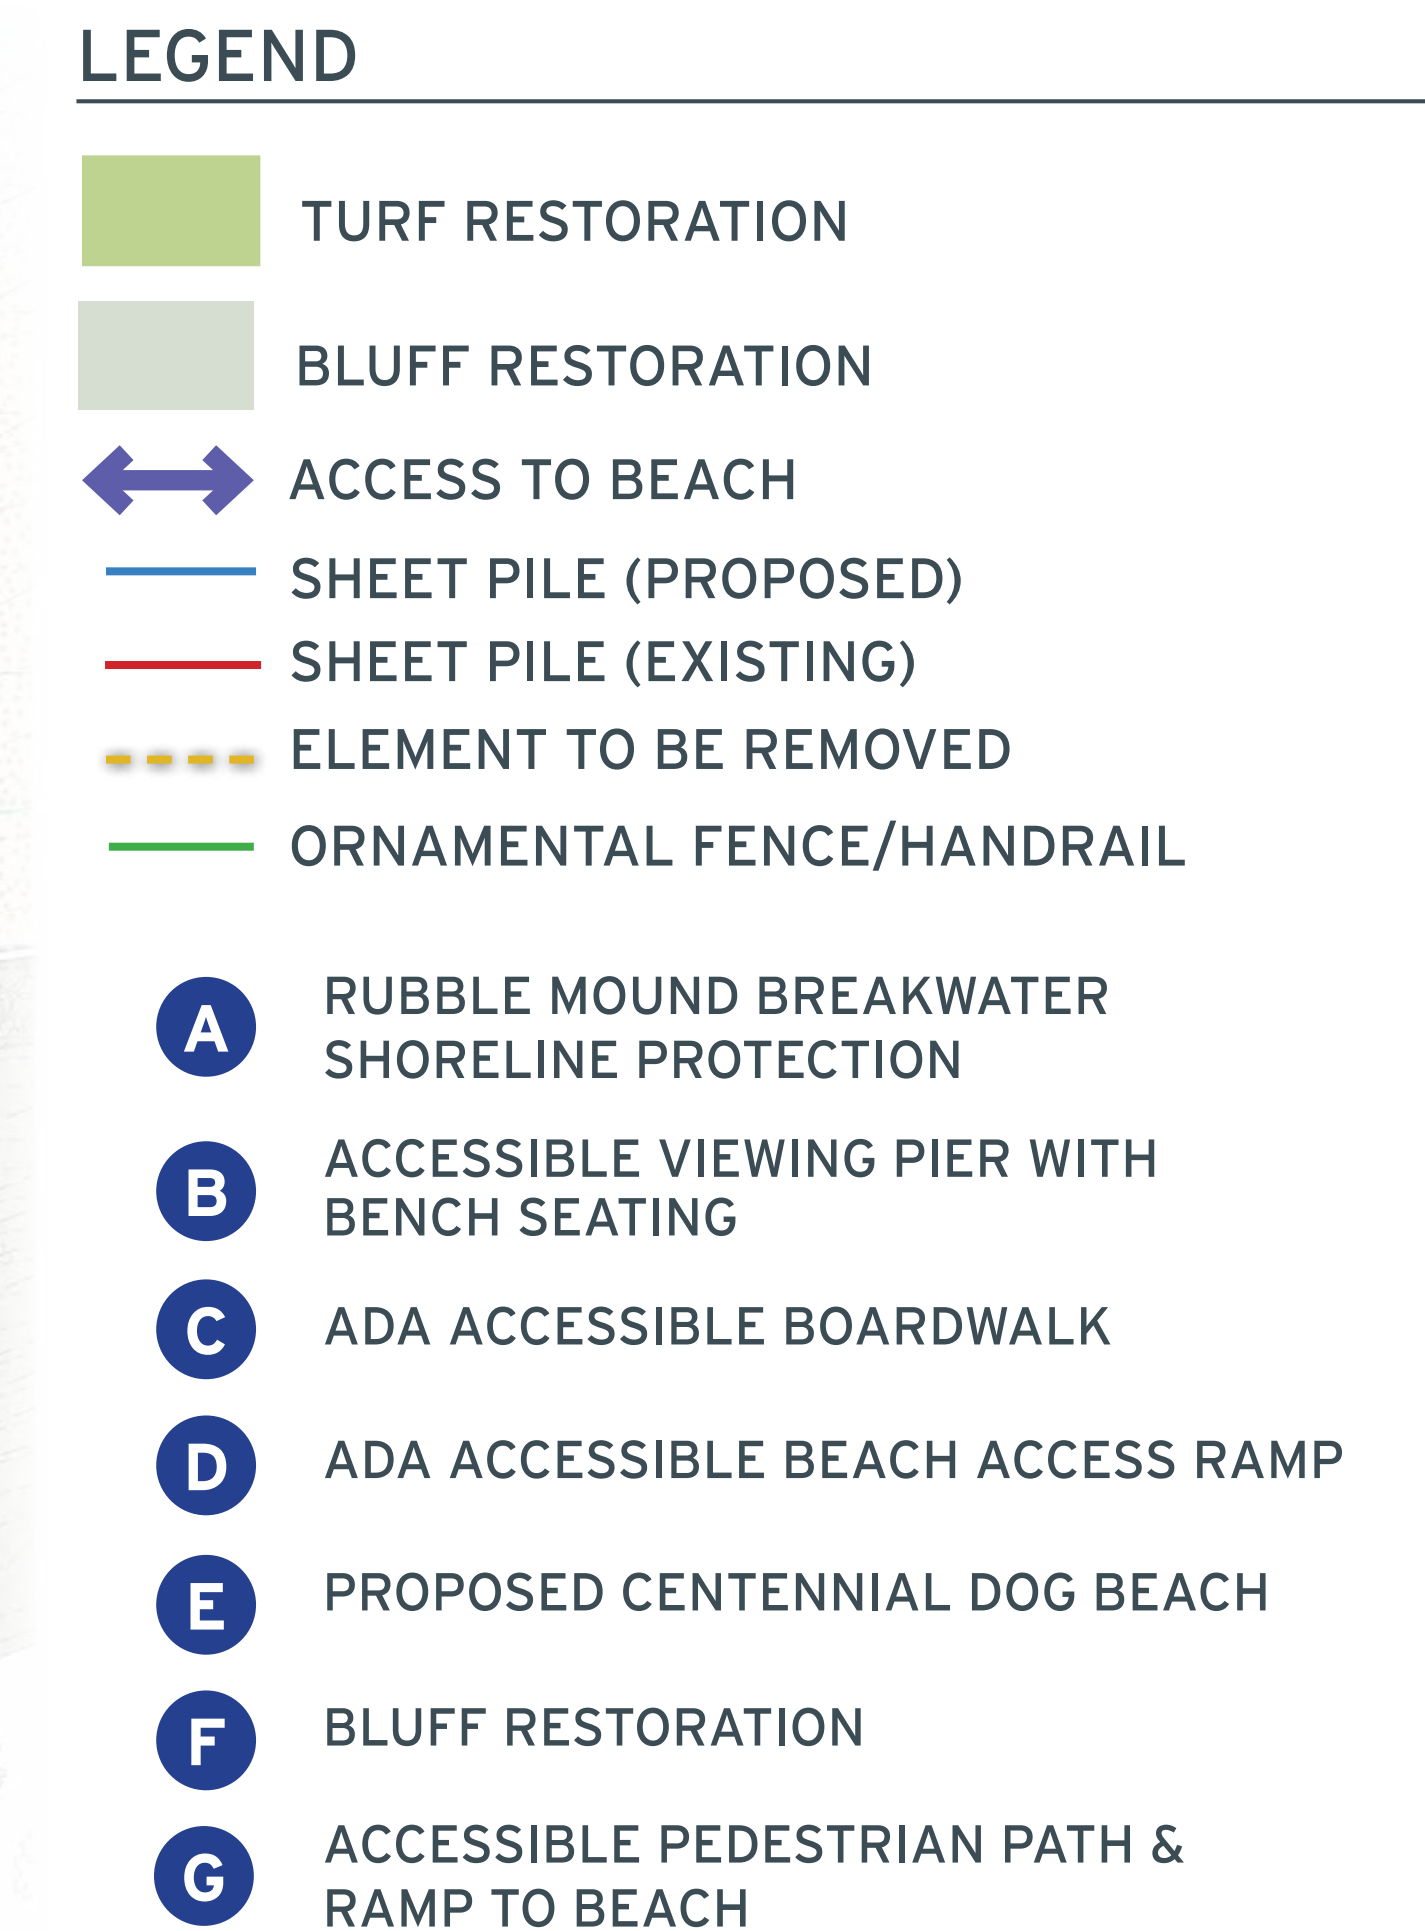 LEGEND
TURF RESTORATION
BLUFF RESTORATION
ACCESS TO BEACH
SHEET PILE (PROPOSED)
SHEET PILE (EXISTING)
ELEMENT TO BE REMOVED
ORNAMENTAL FENCE/HANDRAIL
A RUBBLE MOUND BREAKWATER
SHORELINE PROTECTION
B ACCESSIBLE VIEWING PIER WITH
BENCH SEATING
C ADA ACCESSIBLE BOARDWALK
D ADA ACCESSIBLE BEACH ACCESS RAMP
E PROPOSED CENTENNIAL DOG BEACH
F BLUFF RESTORATION
G ACCESSIBLE PEDESTRIAN PATH &
RAMP TO BEACH